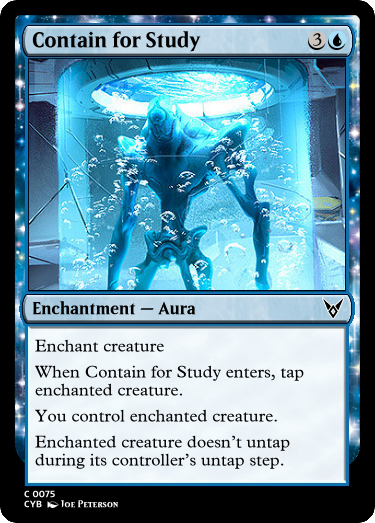 Contain for Study 3
Enchantment — Aura
Enchant creature
When Contain for Study enters, tap
enchanted creature.
You control enchanted creature.
Enchanted creature doesn't untap
during its controller's untap step.
C 0075
CYB Joe Peterson